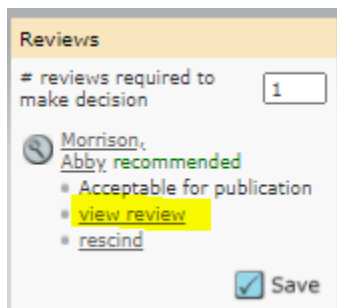 Reviews
# reviews required to
make decision
1
Morrison,
Abby recommended
Acceptable for publication
view review
rescind
Save